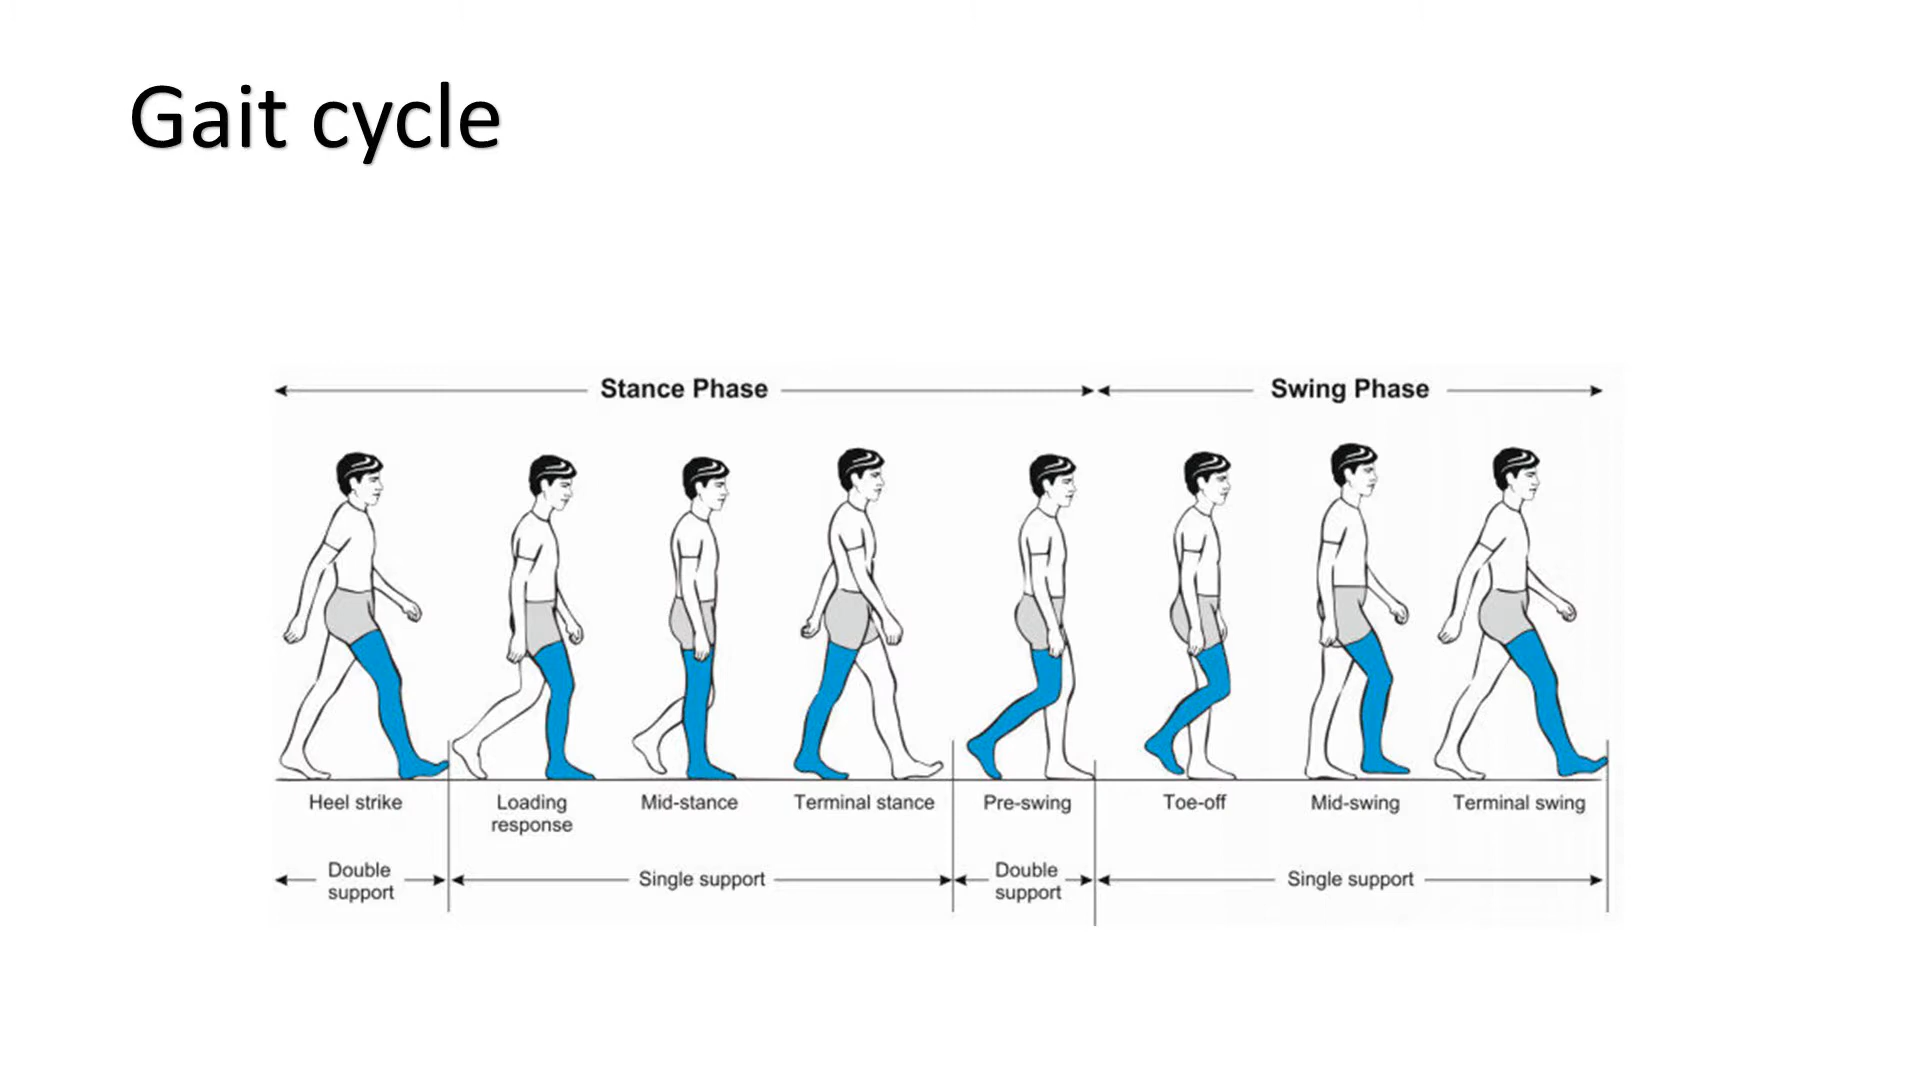 Gait cycle
Stance Phase
Swing Phase
Heel strike
Loading
response
Mid-stance
Terminal stance
Pre-swing
Toe-off
Mid-swing
Terminal swing
Double
support
Single support
Double
support
Single support